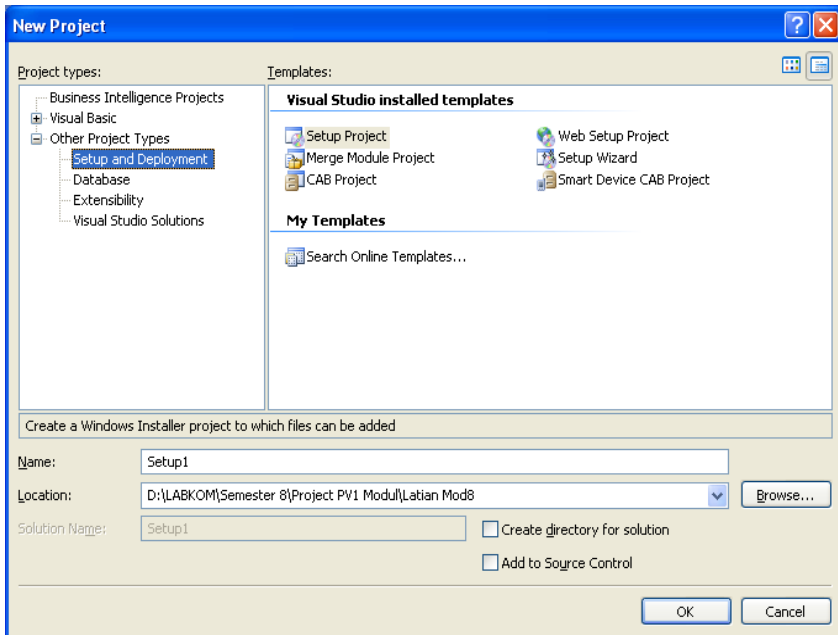 New Project
Project types:
Templates:
Business Intelligence Projects
Visual Basic
Other Project Types
Setup and Deployment
Database
Extensibility
Visual Studio Solutions
Visual Studio installed templates
Setup Project
Web Setup Project
Merge Module Project
Setup Wizard
CAB Project
Smart Device CAB Project
My Templates
Search Online Templates...
Create a Windows Installer project to which files can be added
Name: Setup1
Location: D:\LABKOM\Semester 8\Project PV1 Modul\Latian Mod8 Browse...
Solution Name: Setup1 Create directory for solution
Add to Source Control
OK Cancel